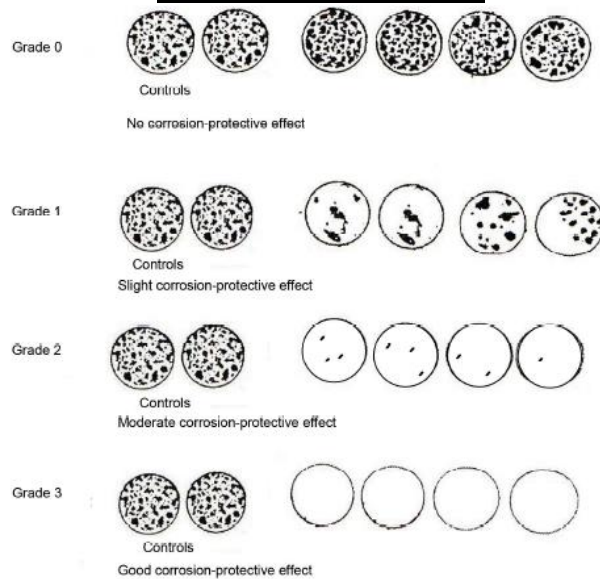 Grade 0
Controls
No corrosion-protective effect
Grade 1
Controls
Slight corrosion-protective effect
Grade 2
Controls
Moderate corrosion-protective effect
Grade 3
Controls
Good corrosion-protective effect